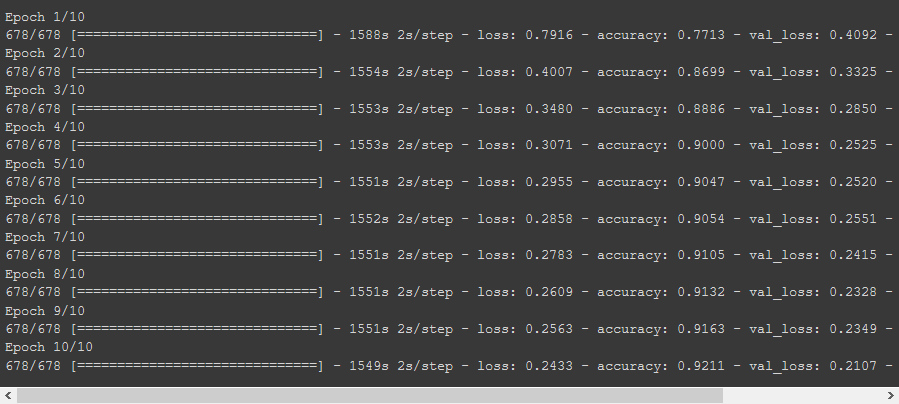 Epoch 1/10
678/678 [==============================] - 1588s 2s/step - loss: 0.7916 - accuracy: 0.7713 - val_loss: 0.4092 -
Epoch 2/10
678/678 [==============================] - 1554s 2s/step - loss: 0.4007 - accuracy: 0.8699 - val_loss: 0.3325 -
Epoch 3/10
678/678 [==============================] - 1553s 2s/step - loss: 0.3480 - accuracy: 0.8886 - val_loss: 0.2850 -
Epoch 4/10
678/678 [==============================] - 1553s 2s/step - loss: 0.3071 - accuracy: 0.9000 - val_loss: 0.2525 -
Epoch 5/10
678/678 [==============================] - 1551s 2s/step - loss: 0.2955 - accuracy: 0.9047 - val_loss: 0.2520 -
Epoch 6/10
678/678 [==============================] - 1552s 2s/step - loss: 0.2858 - accuracy: 0.9054 - val_loss: 0.2551 -
Epoch 7/10
678/678 [==============================] - 1551s 2s/step - loss: 0.2783 - accuracy: 0.9105 - val_loss: 0.2415 -
Epoch 8/10
678/678 [==============================] - 1551s 2s/step - loss: 0.2609 - accuracy: 0.9132 - val_loss: 0.2328 -
Epoch 9/10
678/678 [==============================] - 1551s 2s/step - loss: 0.2563 - accuracy: 0.9163 - val_loss: 0.2349 -
Epoch 10/10
678/678 [==============================] - 1549s 2s/step - loss: 0.2433 - accuracy: 0.9211 - val_loss: 0.2107 -